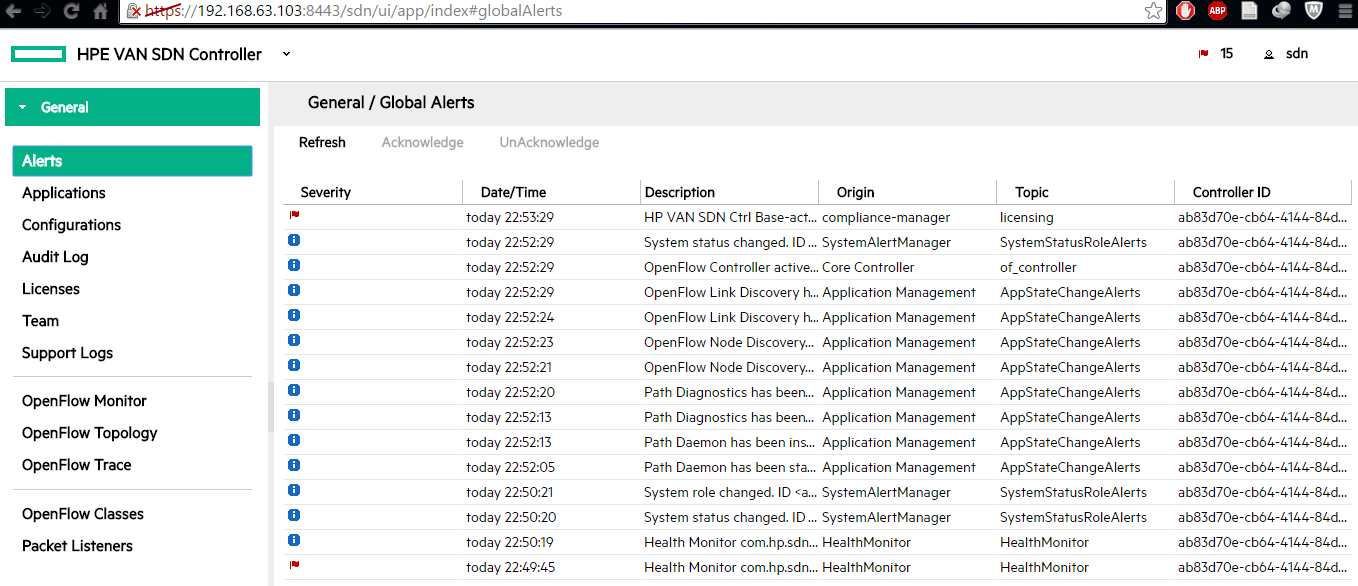 https://192.168.63.103:8443/sdn/ui/app/index#globalAlerts
ABP
HPE VAN SDN Controller
15 sdn
General
General / Global Alerts
Refresh Acknowledge UnAcknowledge
Alerts
Applications
Configurations
Audit Log
Licenses
Team
Support Logs
OpenFlow Monitor
OpenFlow Topology
OpenFlow Trace
OpenFlow Classes
Packet Listeners
Severity Date/Time Description Origin Topic Controller ID
today 22:53:29 HP VAN SDN Ctrl Base-act... compliance-manager licensing ab83d70e-cb64-4144-84d...
today 22:52:29 System status changed. ID ... SystemAlertManager SystemStatusRoleAlerts ab83d70e-cb64-4144-84d...
today 22:52:29 OpenFlow Controller active... Core Controller of_controller ab83d70e-cb64-4144-84d...
today 22:52:29 OpenFlow Link Discovery h... Application Management AppStateChangeAlerts ab83d70e-cb64-4144-84d...
today 22:52:24 OpenFlow Link Discovery h... Application Management AppStateChangeAlerts ab83d70e-cb64-4144-84d...
today 22:52:23 OpenFlow Node Discovery... Application Management AppStateChangeAlerts ab83d70e-cb64-4144-84d...
today 22:52:21 OpenFlow Node Discovery... Application Management AppStateChangeAlerts ab83d70e-cb64-4144-84d...
today 22:52:20 Path Diagnostics has been... Application Management AppStateChangeAlerts ab83d70e-cb64-4144-84d...
today 22:52:13 Path Diagnostics has been... Application Management AppStateChangeAlerts ab83d70e-cb64-4144-84d...
today 22:52:13 Path Daemon has been ins... Application Management AppStateChangeAlerts ab83d70e-cb64-4144-84d...
today 22:52:05 Path Daemon has been sta... Application Management AppStateChangeAlerts ab83d70e-cb64-4144-84d...
today 22:50:21 System role changed. ID <a... SystemAlertManager SystemStatusRoleAlerts ab83d70e-cb64-4144-84d...
today 22:50:20 System status changed. ID ... SystemAlertManager SystemStatusRoleAlerts ab83d70e-cb64-4144-84d...
today 22:50:19 Health Monitor com.hp.sdn... HealthMonitor HealthMonitor ab83d70e-cb64-4144-84d...
today 22:49:45 Health Monitor com.hp.sdn... HealthMonitor HealthMonitor ab83d70e-cb64-4144-84d...